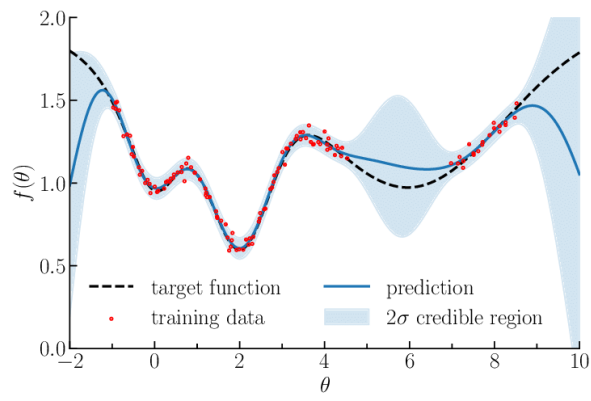 2.0
1.5
1.0
0.5
0.0
f(θ)
target function
training data
prediction
2σ credible region
−2 0 2 4 6 8 10
θ